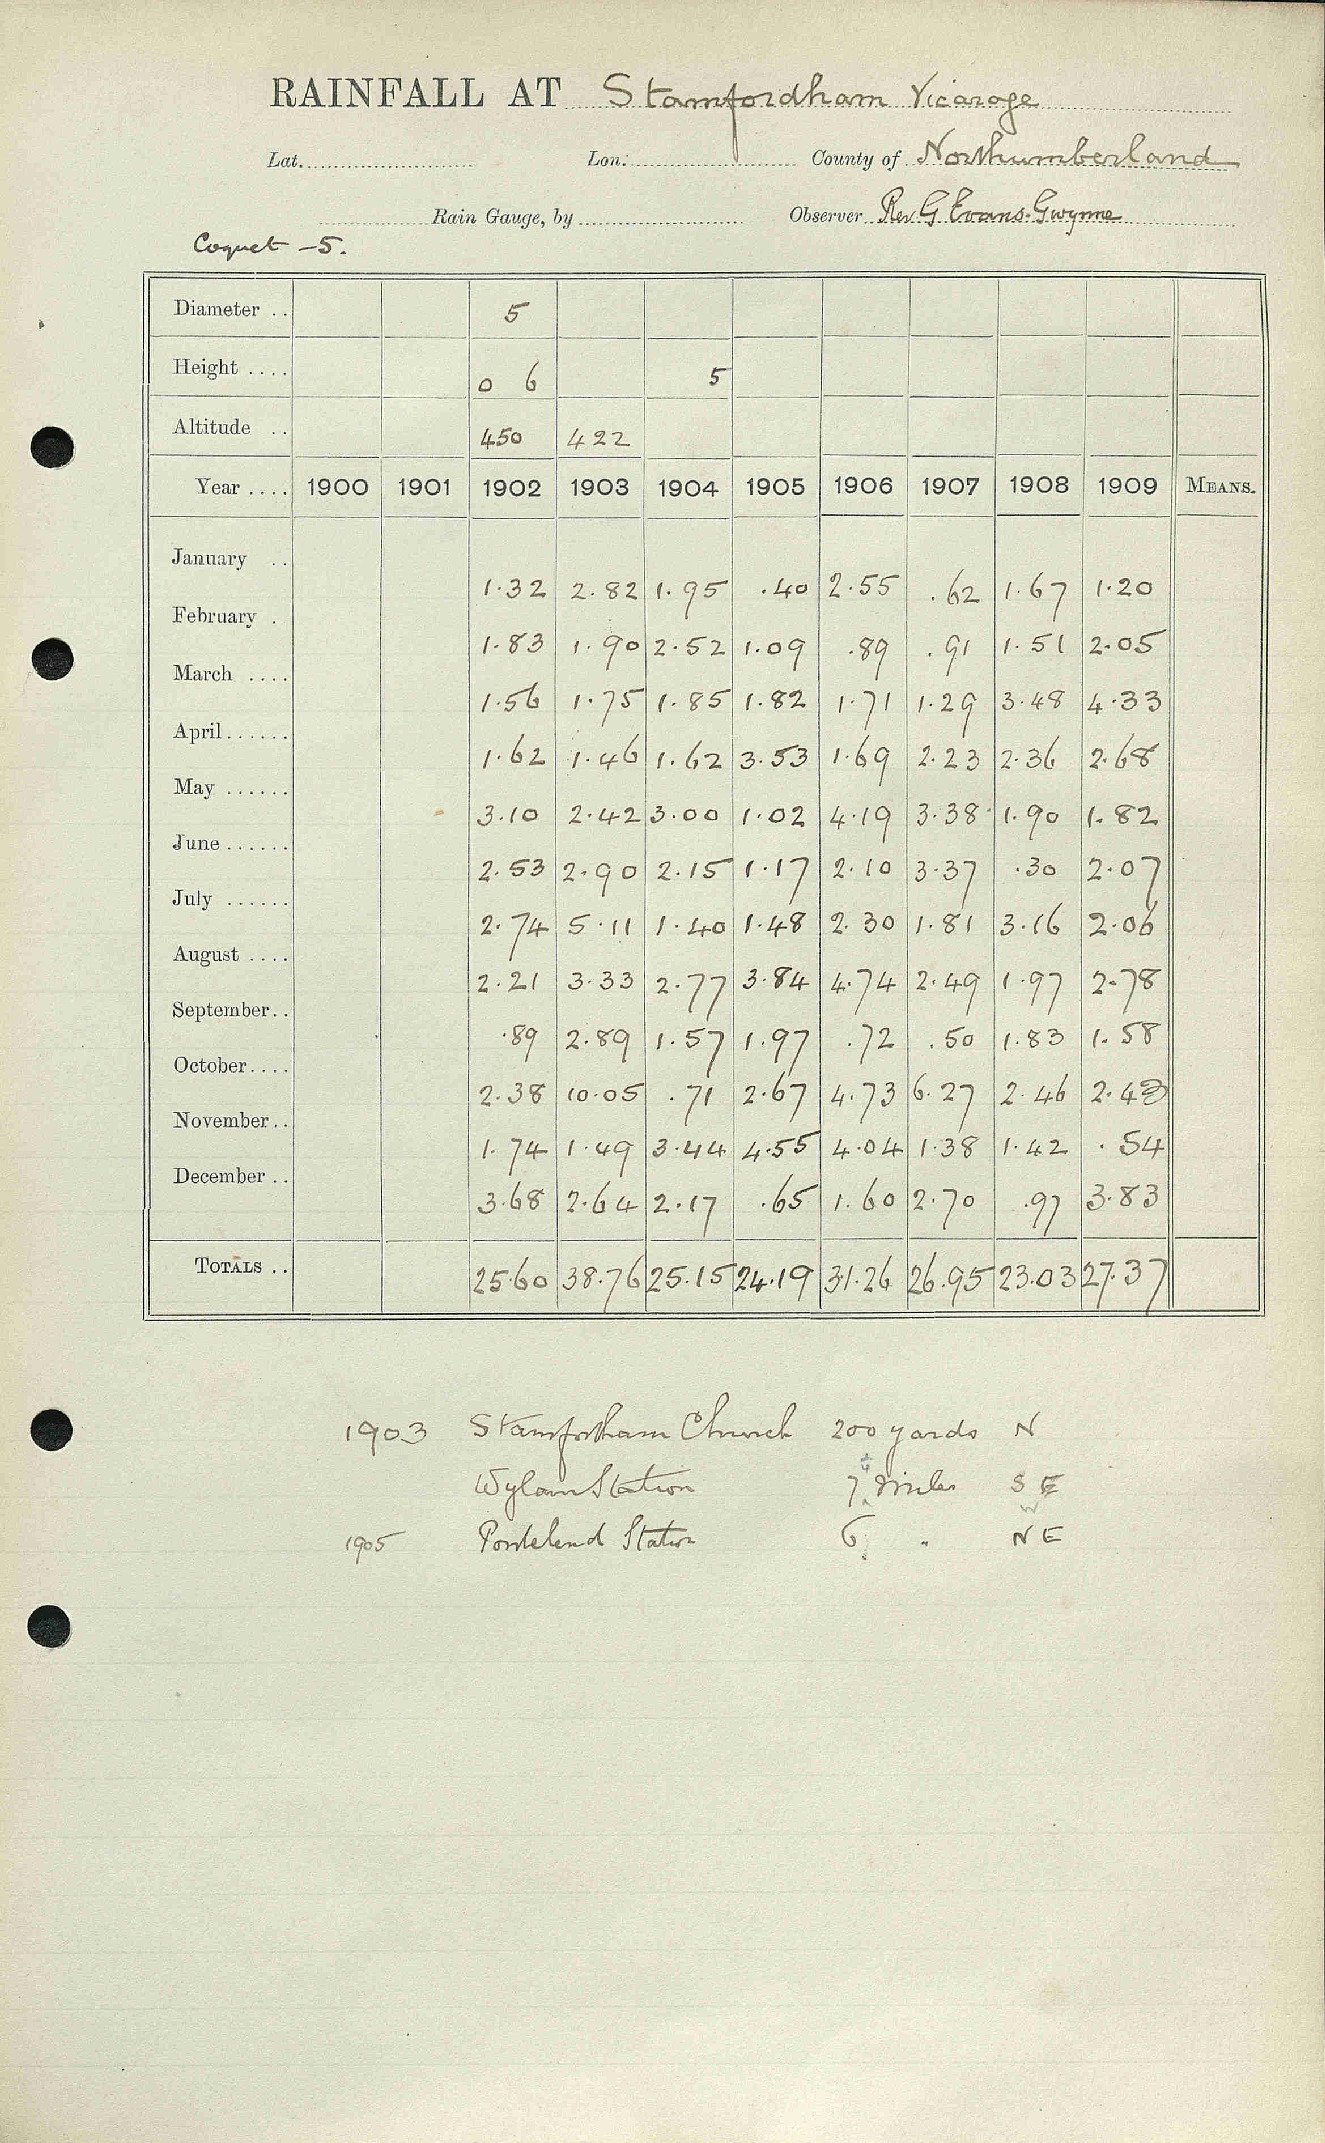 RAINFALL AT Stamfordham Vicarage
Lat. Lon. County of Northumberland
Rain Gauge, by Observer Rev G Evans-Gwynne
Coquet – 5.
Diameter .. 5
Height .... 0 6 5
Altitude .. 450 422
Year .... 1900 1901 1902 1903 1904 1905 1906 1907 1908 1909 MEANS.
January .. 1.32 2.82 1.95 .40 2.55 .62 1.67 1.20
February . 1.83 1.90 2.52 1.09 .89 .91 1.51 2.05
March .... 1.56 1.75 1.85 1.82 1.71 1.29 3.48 4.33
April...... 1.62 1.46 1.62 3.53 1.69 2.23 2.36 2.68
May ...... 3.10 2.42 3.00 1.02 4.19 3.38 1.90 1.82
June ...... 2.53 2.90 2.15 1.17 2.10 3.37 .30 2.07
July ...... 2.74 5.11 1.40 1.48 2.30 1.81 3.16 2.06
August .... 2.21 3.33 2.77 3.84 4.74 2.49 1.97 2.78
September.. .89 2.89 1.57 1.97 .72 .50 1.83 1.58
October.... 2.38 10.05 .71 2.67 4.73 6.27 2.46 2.43
November.. 1.74 1.49 3.44 4.55 4.04 1.38 1.42 .54
December .. 3.68 2.64 2.17 .65 1.60 2.70 .97 3.83
TOTALS .. 25.60 38.76 25.15 24.19 31.26 26.95 23.03 27.37
1903 Stamfordham Church 200 yards N
Wylam Station 7 miles S E
1905 Ponteland Station 6 " N E